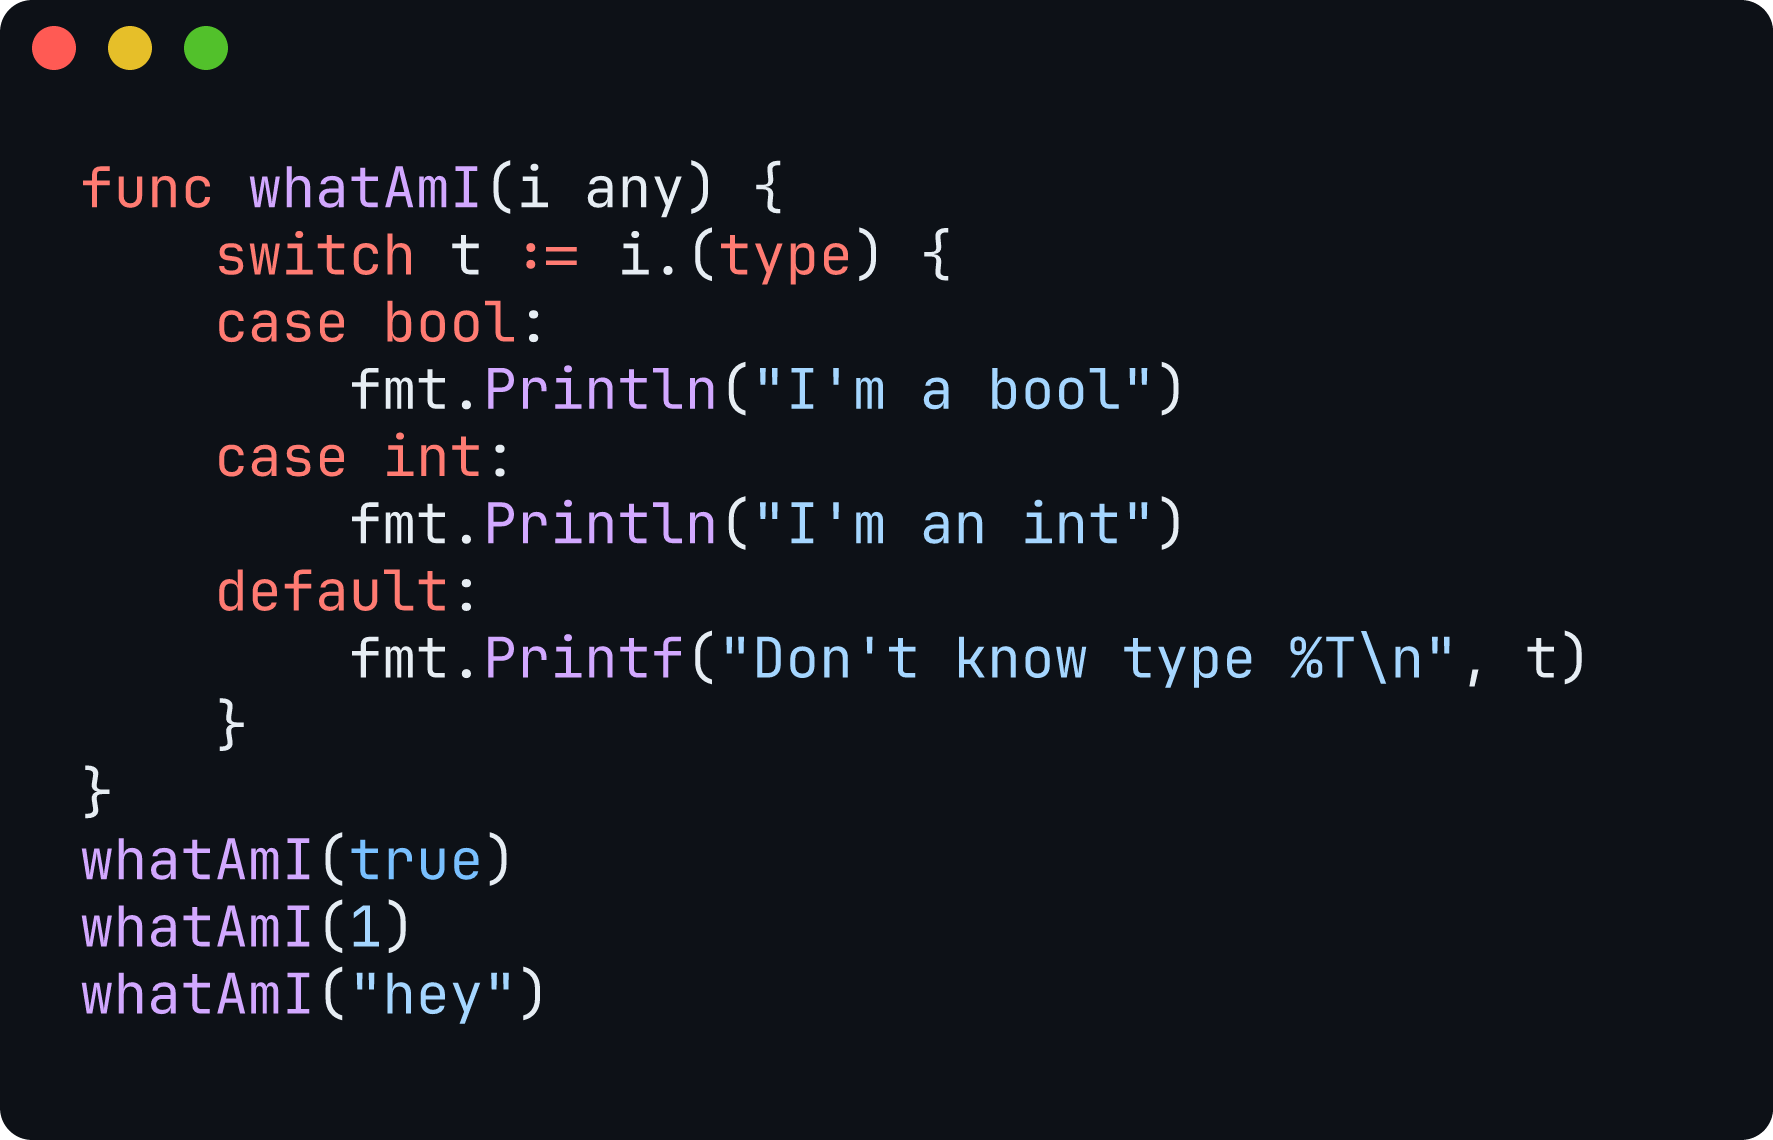 func whatAmI(i any) {
    switch t := i.(type) {
    case bool:
        fmt.Println("I'm a bool")
    case int:
        fmt.Println("I'm an int")
    default:
        fmt.Printf("Don't know type %T\n", t)
    }
}
whatAmI(true)
whatAmI(1)
whatAmI("hey")